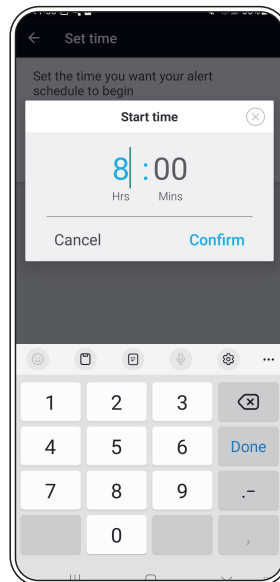 Set time
Set the time you want your alert
schedule to begin
Start time
8 : 00
Hrs Mins
Cancel Confirm
1 2 3
4 5 6 Done
7 8 9 .-
0 ,